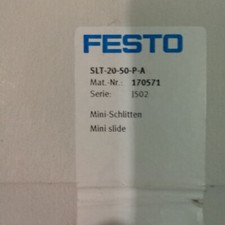 FESTO
SLT-20-50-P-A
Mat.-Nr.: 170571
Serie: J502
Mini-Schlitten
Mini slide